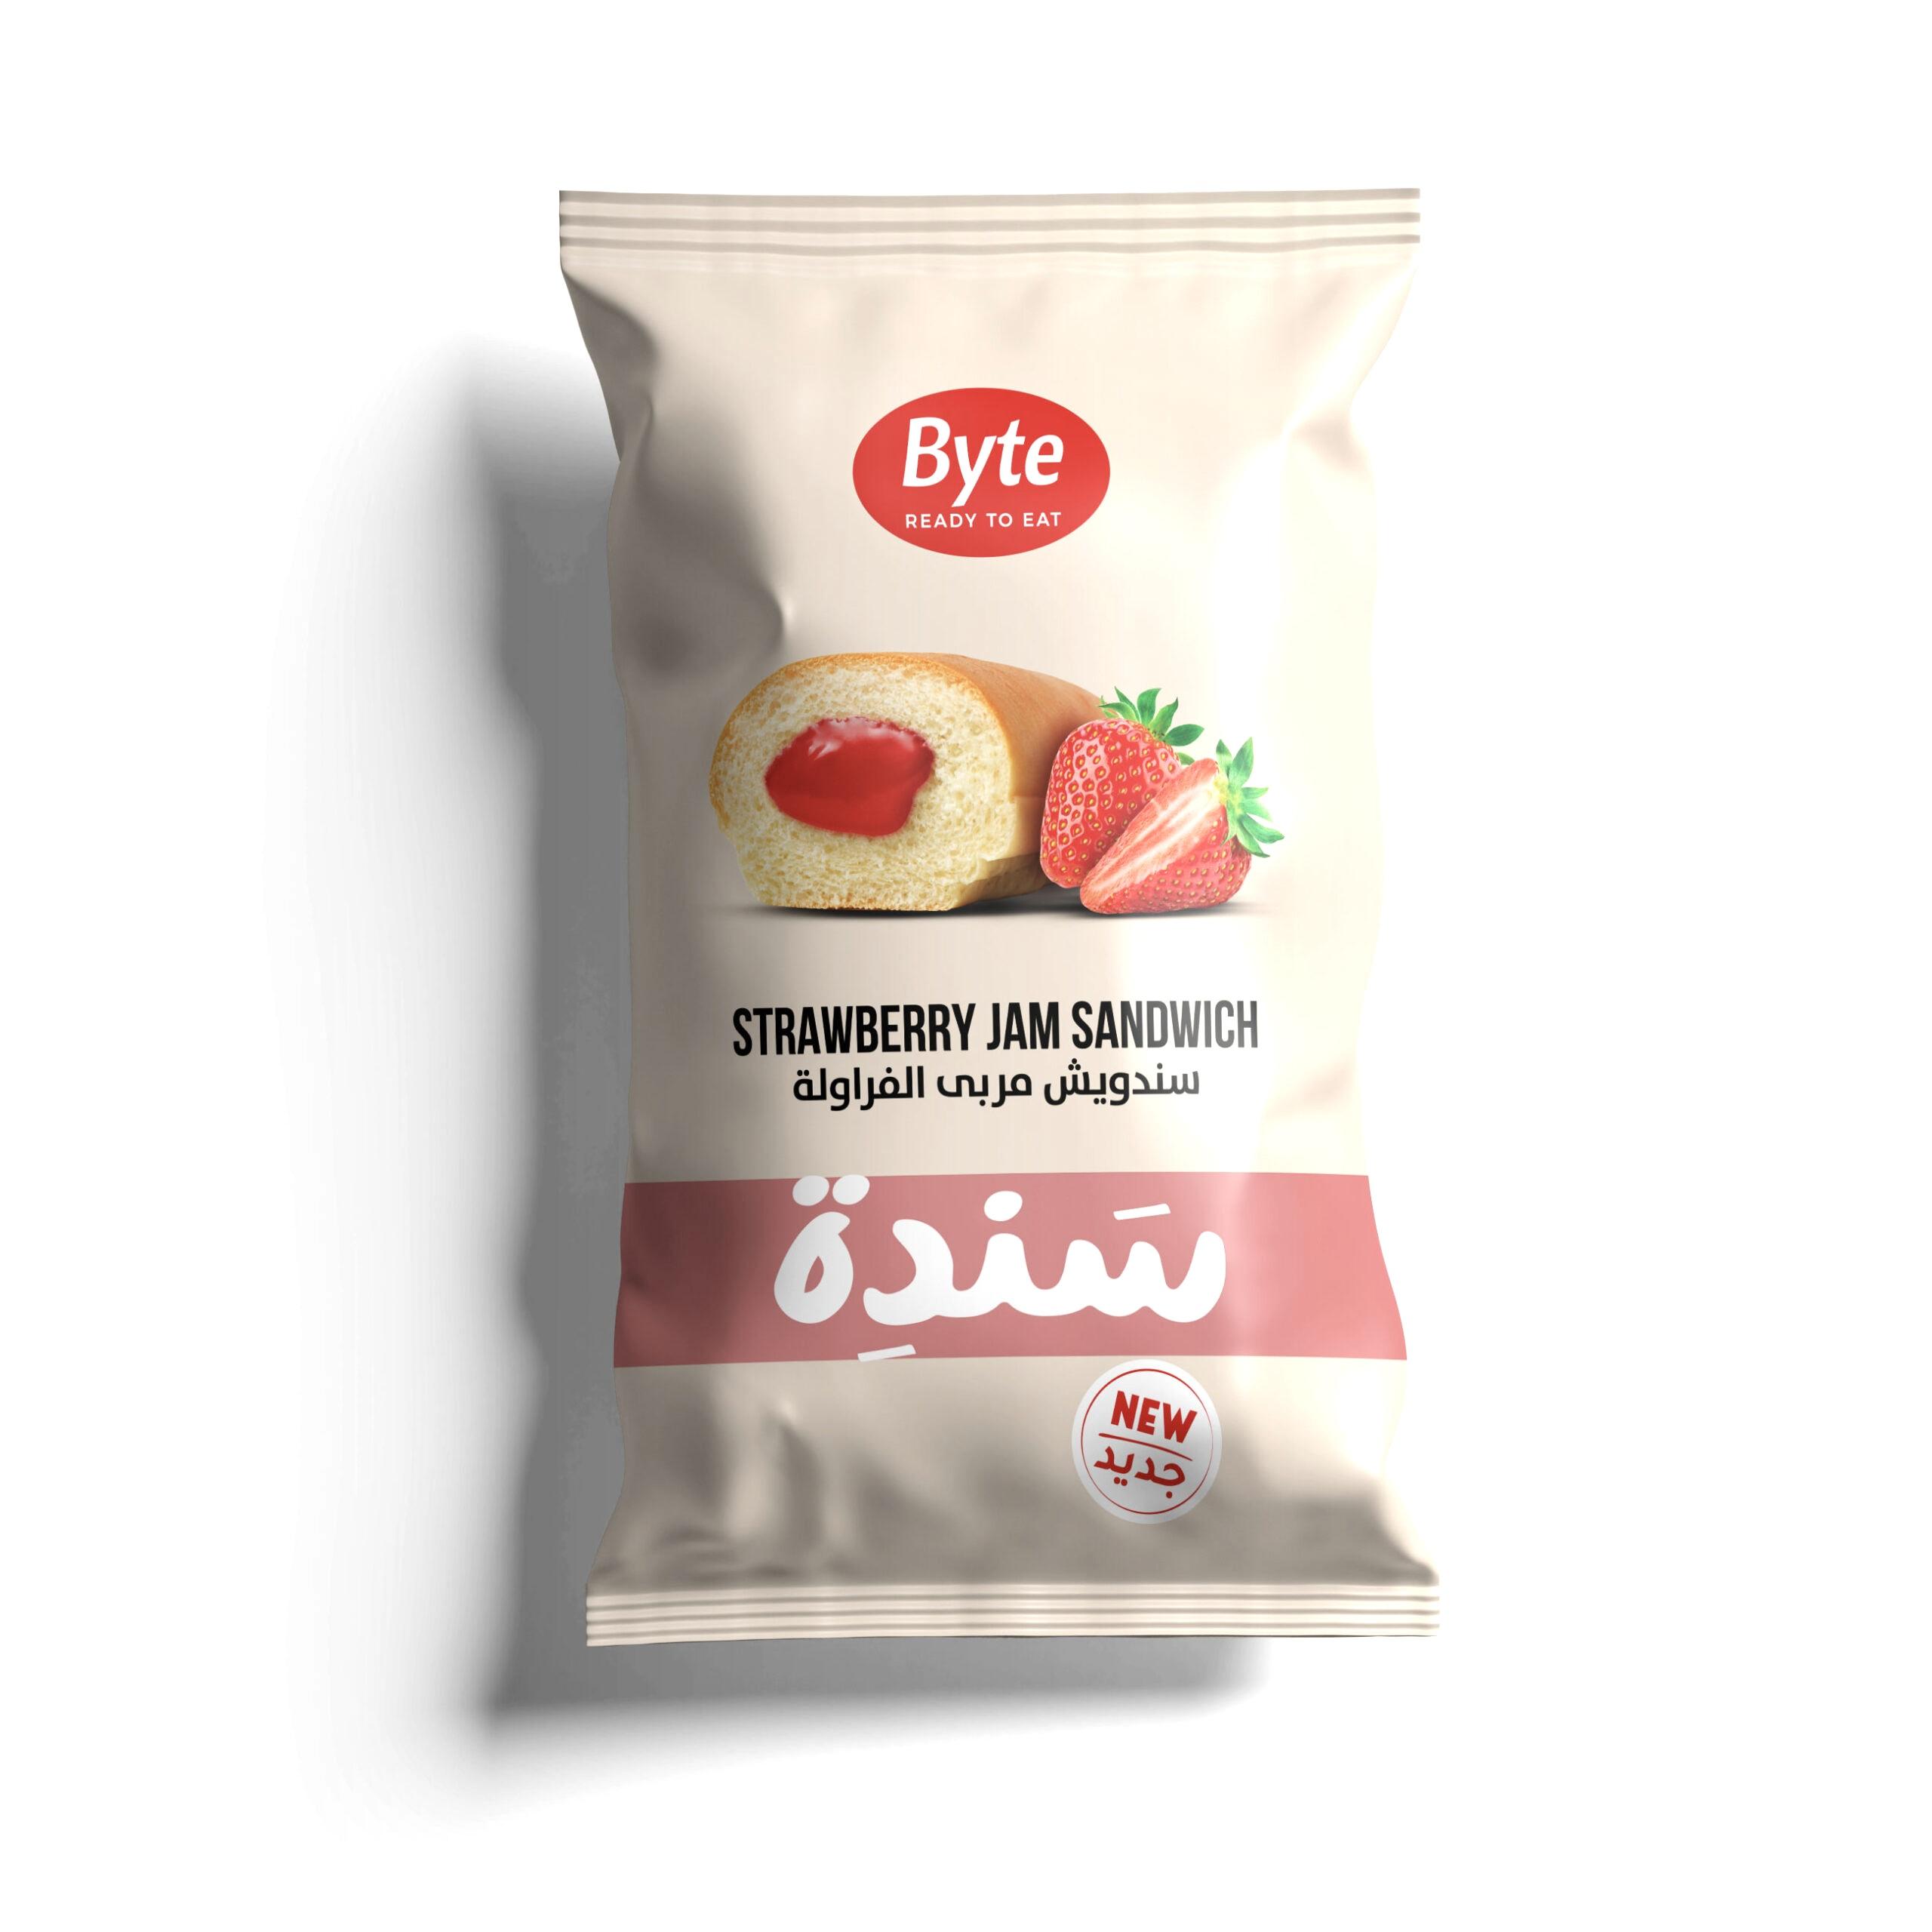 Byte
READY TO EAT
STRAWBERRY JAM SANDWICH
سندويش مربى الفراولة
سَندِة
NEW
جديد